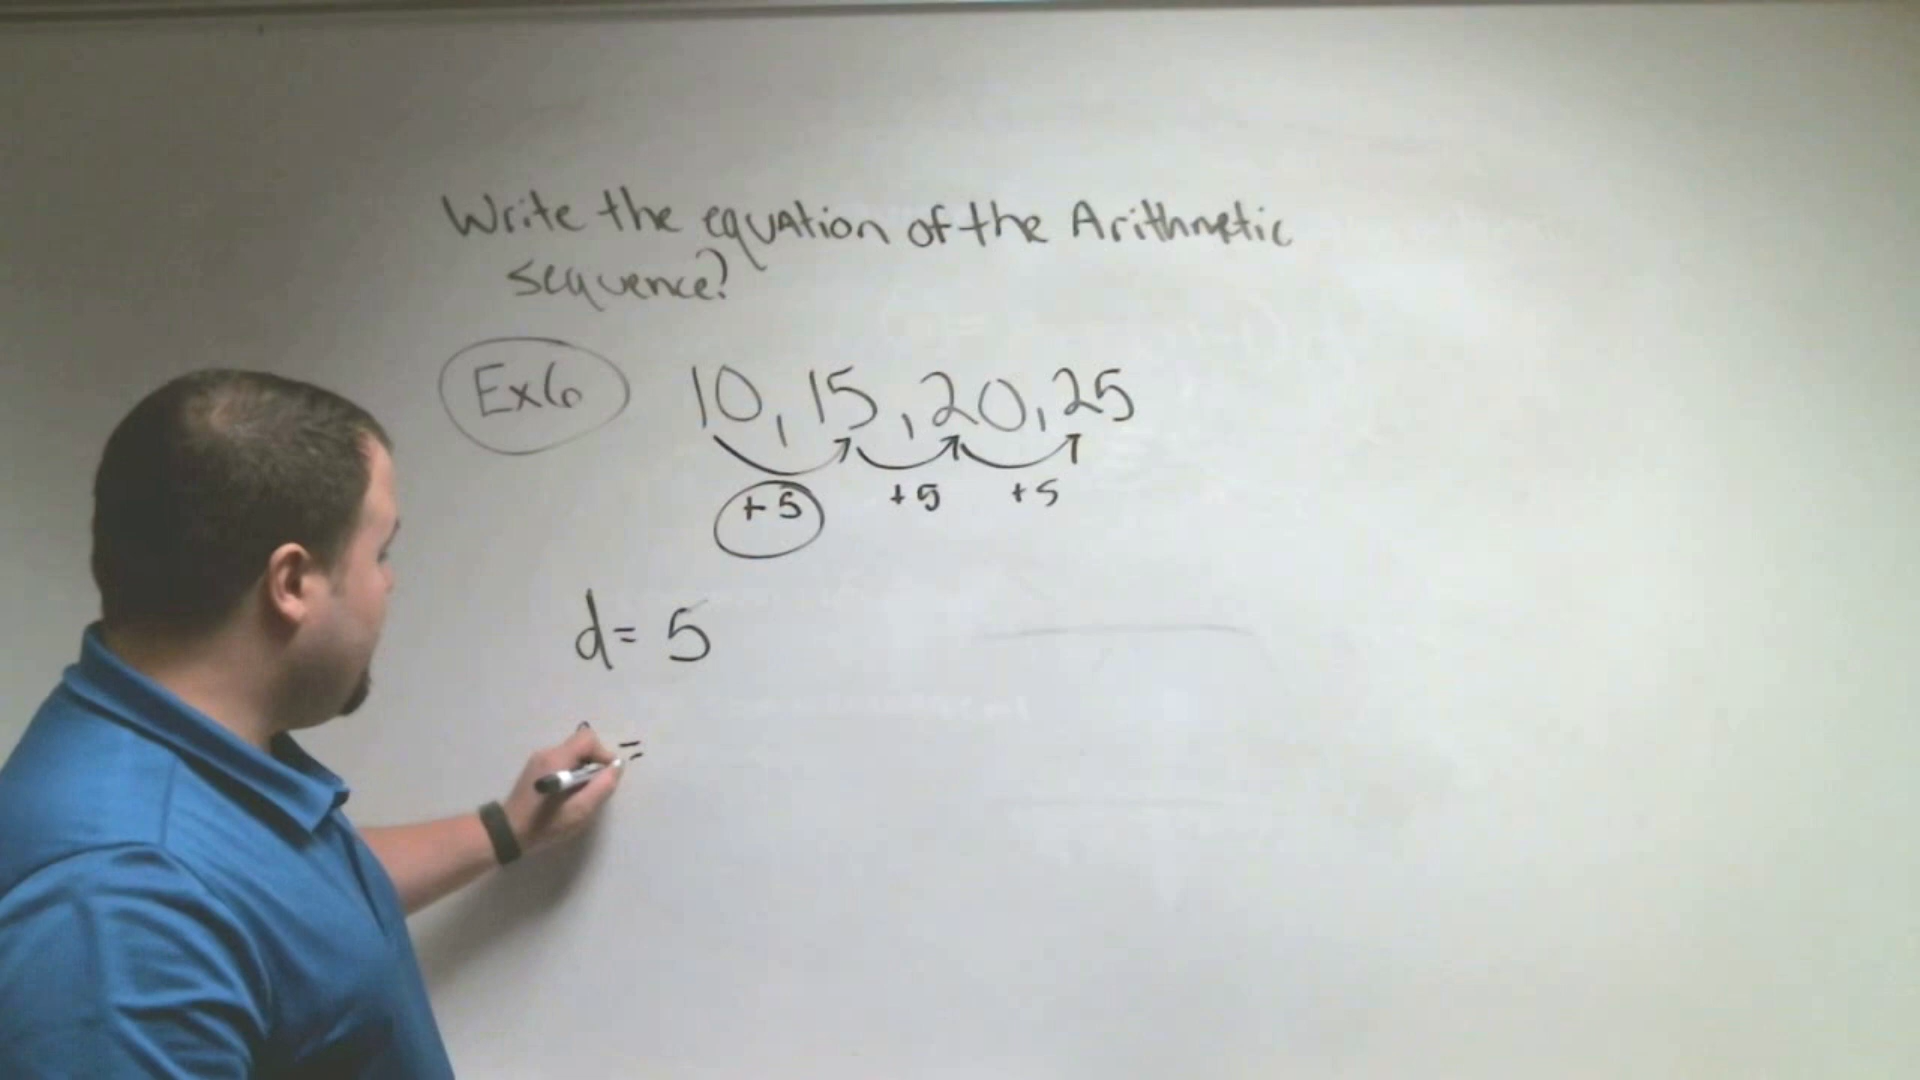 Write the equation of the Arithmetic
sequence?
Ex6 10, 15, 20, 25
+5 +5 +5
d= 5
=